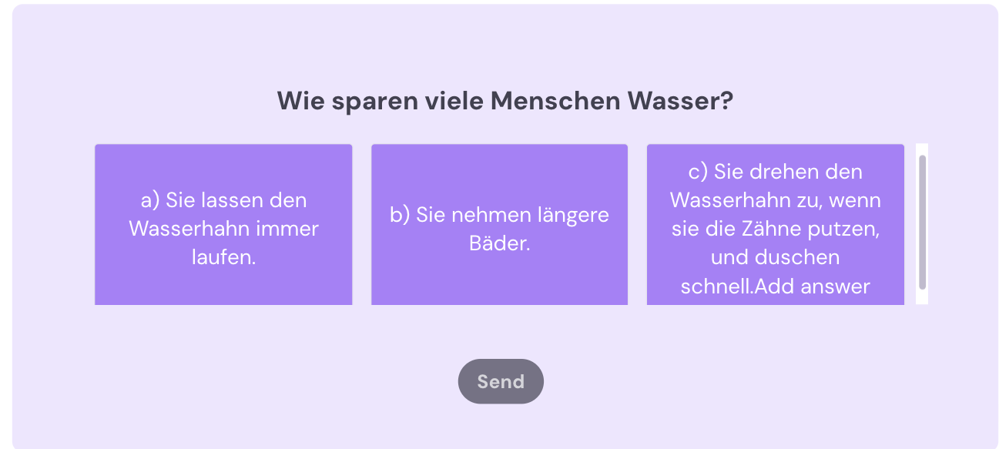 Wie sparen viele Menschen Wasser?
a) Sie lassen den
Wasserhahn immer
laufen.
b) Sie nehmen längere
Bäder.
c) Sie drehen den
Wasserhahn zu, wenn
sie die Zähne putzen,
und duschen
schnell.Add answer
Send